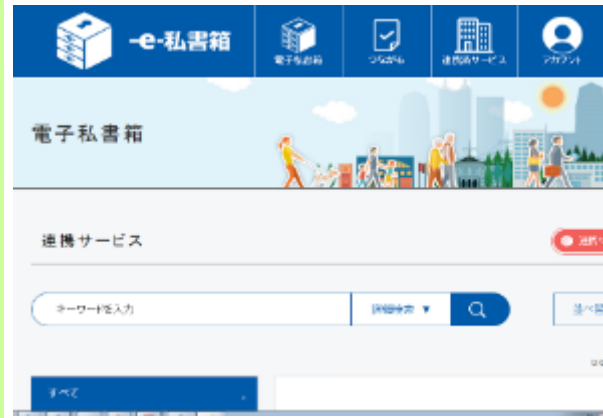 -e-私書箱
電子私書箱
つながる
連携済サービス
アカウント
電子私書箱
連携サービス
キーワードを入力
詳細検索 ▼
すべて